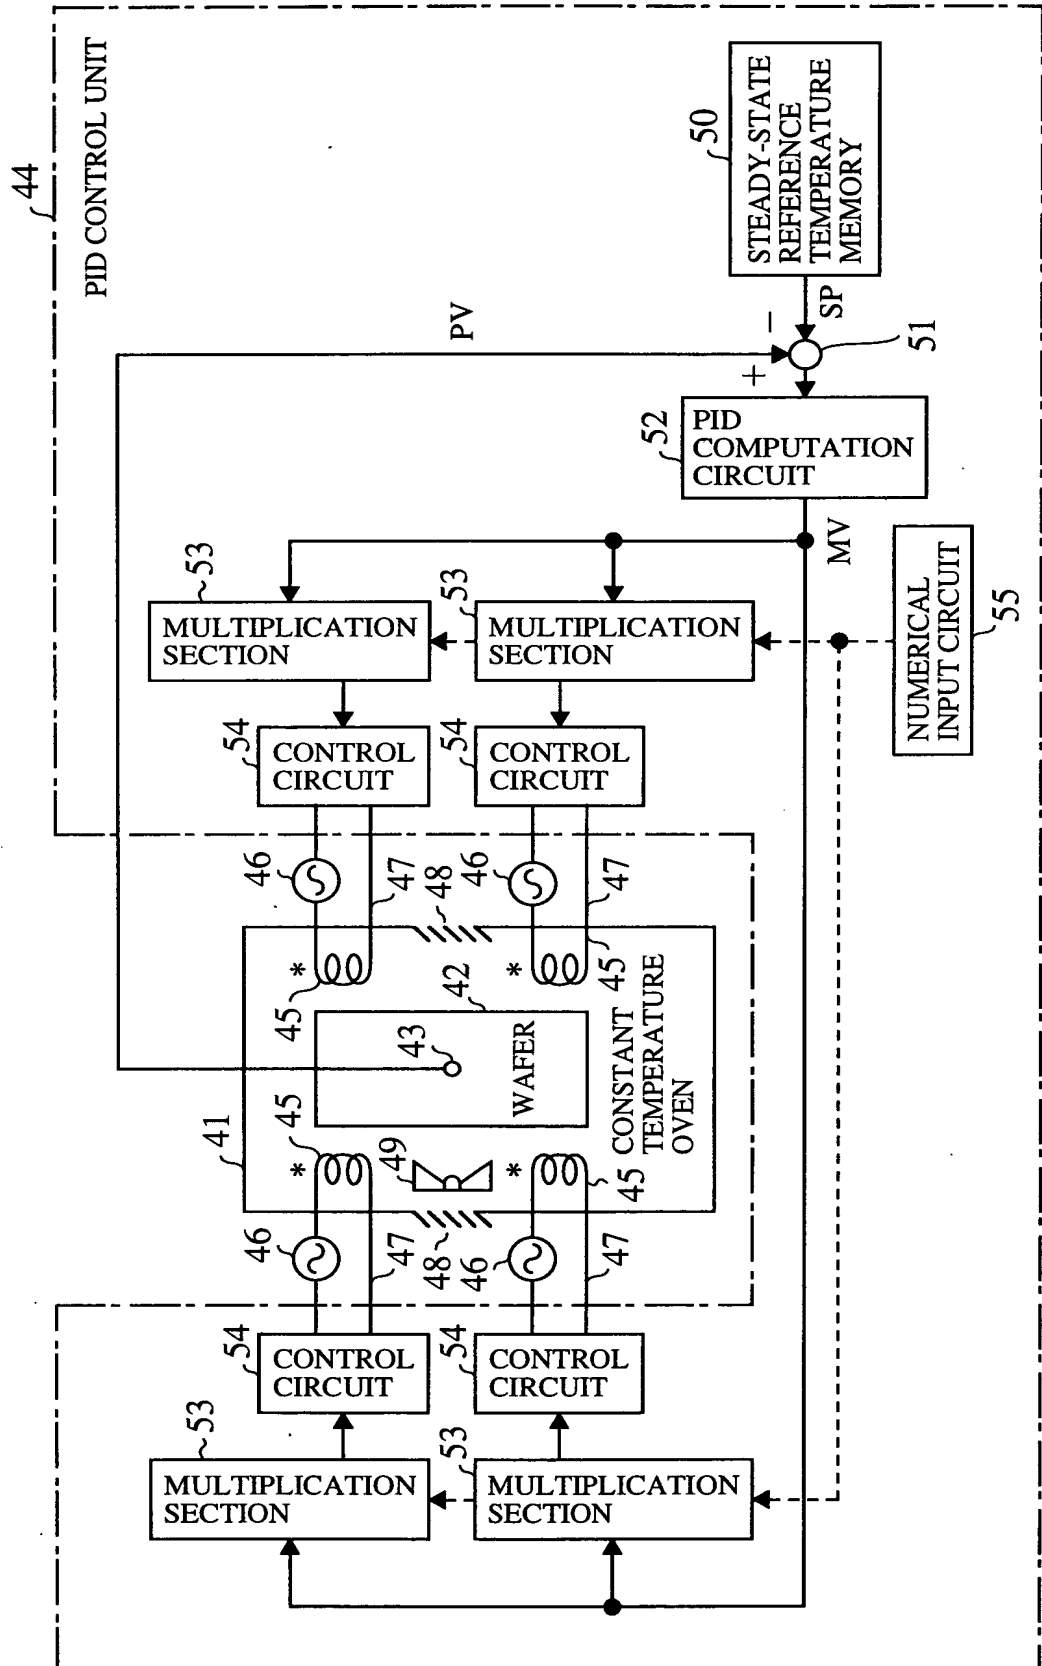 44
PID CONTROL UNIT
50
STEADY-STATE
REFERENCE
TEMPERATURE
MEMORY
SP
PV
−
+
51
52
PID
COMPUTATION
CIRCUIT
MV
53
MULTIPLICATION
SECTION
53
MULTIPLICATION
SECTION
NUMERICAL
INPUT CIRCUIT
55
54
CONTROL
CIRCUIT
54
CONTROL
CIRCUIT
46
47
48
46
47
*
45
*
45
42
43
WAFER
CONSTANT
TEMPERATURE
OVEN
41
45
*
49
*
45
46
47
48
46
47
54
CONTROL
CIRCUIT
54
CONTROL
CIRCUIT
53
MULTIPLICATION
SECTION
53
MULTIPLICATION
SECTION